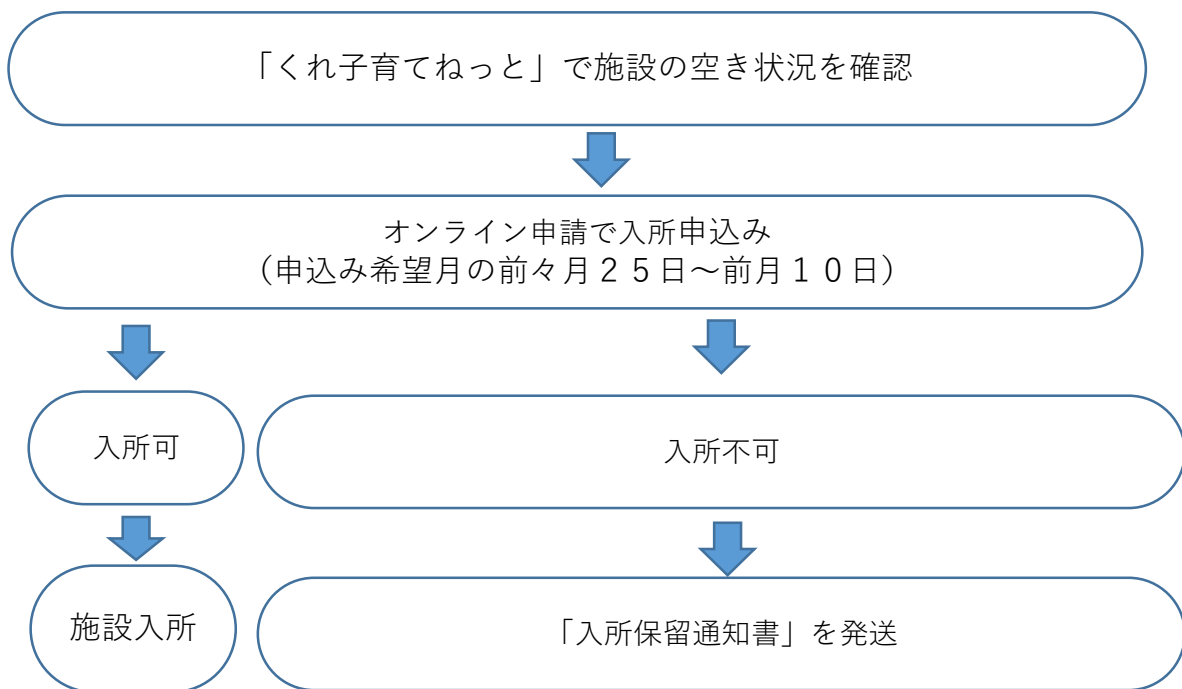 「くれ子育てねっと」で施設の空き状況を確認
オンライン申請で入所申込み
（申込み希望月の前々月２５日～前月１０日）
入所可
入所不可
施設入所
「入所保留通知書」を発送